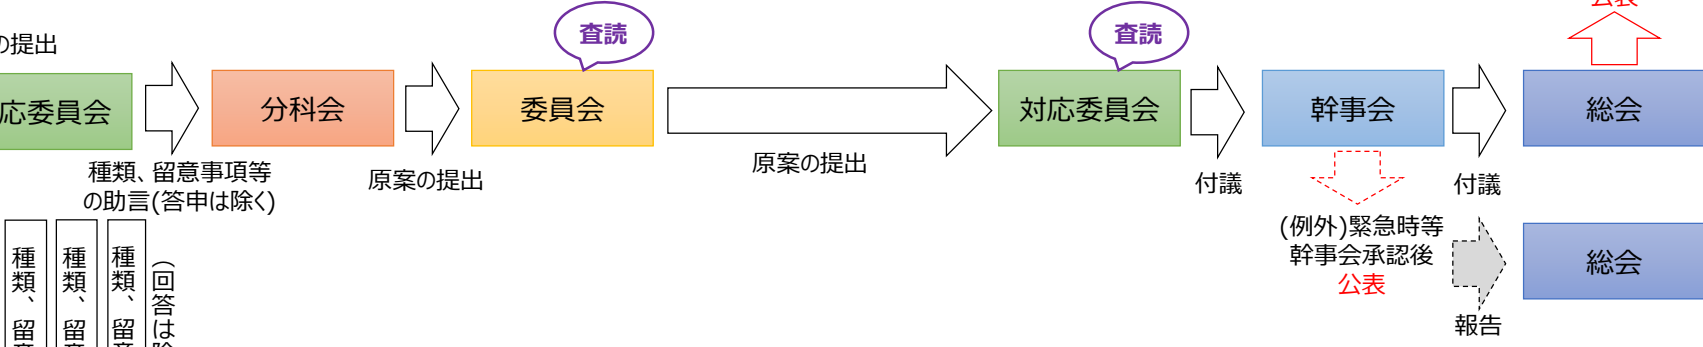 公表
の提出
査読
査読
応委員会
分科会
委員会
対応委員会
幹事会
総会
種類、留意事項等
の助言(答申は除く)
原案の提出
原案の提出
付議
付議
(例外)緊急時等
幹事会承認後
公表
総会
報告
種類、留意
種類、留意
種類、留意
(回答は除